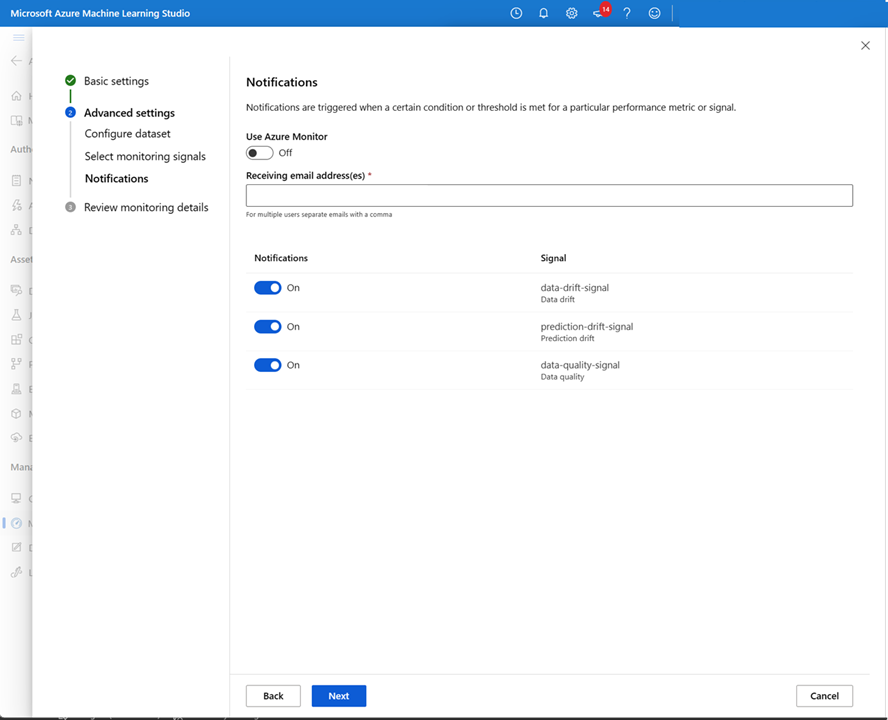 Microsoft Azure Machine Learning Studio
14
Basic settings
2
Advanced settings
Configure dataset
Select monitoring signals
Notifications
3
Review monitoring details
Notifications
Notifications are triggered when a certain condition or threshold is met for a particular performance metric or signal.
Use Azure Monitor
Off
Receiving email address(es) *
For multiple users separate emails with a comma
Notifications Signal
On data-drift-signal
Data drift
On prediction-drift-signal
Prediction drift
On data-quality-signal
Data quality
Back Next Cancel
Auth
Asset
Mana